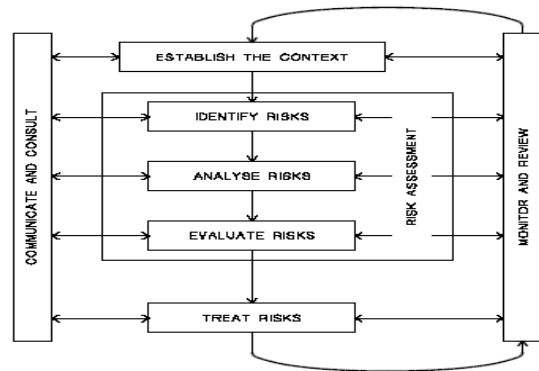 ESTABLISH THE CONTEXT
IDENTIFY RISKS
ANALYSE RISKS
EVALUATE RISKS
TREAT RISKS
COMMUNICATE AND CONSULT
RISK ASSESSMENT
MONITOR AND REVIEW